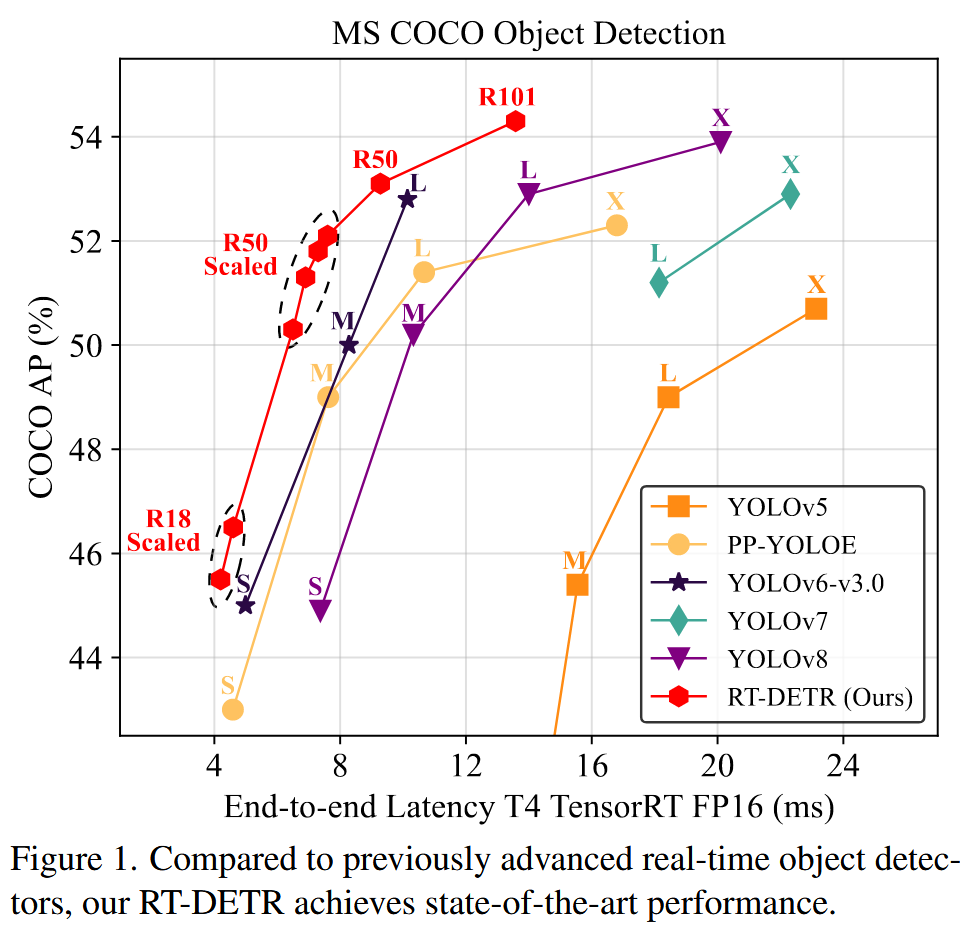 MS COCO Object Detection
COCO AP (%)
54
52
50
48
46
44
R101
R50
R50
Scaled
R18
Scaled
L
M
S
L
X
M
S
X
L
M
S
L
X
X
L
M
YOLOv5
PP-YOLOE
YOLOv6-v3.0
YOLOv7
YOLOv8
RT-DETR (Ours)
4 8 12 16 20 24
End-to-end Latency T4 TensorRT FP16 (ms)
Figure 1. Compared to previously advanced real-time object detec-
tors, our RT-DETR achieves state-of-the-art performance.